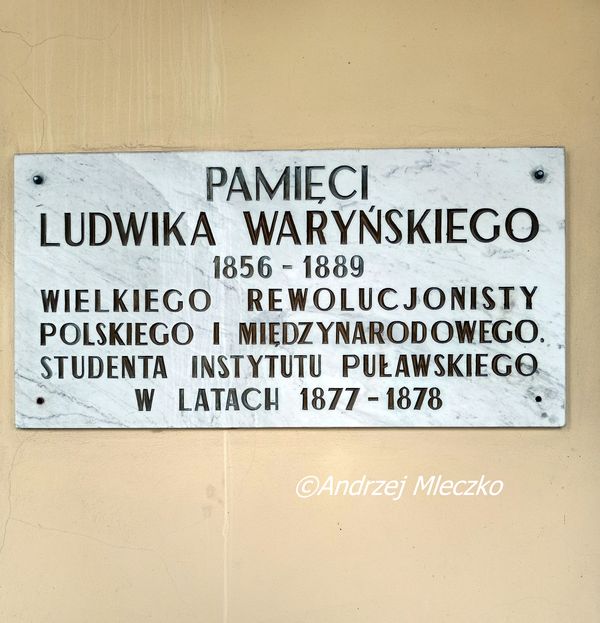 PAMIĘCI
LUDWIKA WARYŃSKIEGO
1856 - 1889
WIELKIEGO REWOLUCJONISTY
POLSKIEGO I MIĘDZYNARODOWEGO.
STUDENTA INSTYTUTU PUŁAWSKIEGO
W LATACH 1877 - 1878
©Andrzej Mleczko